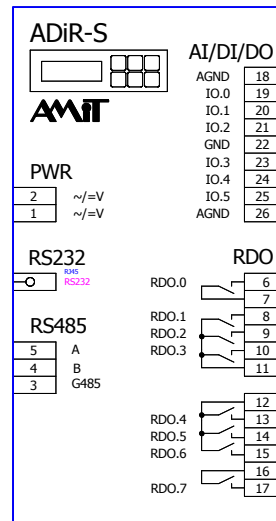 ADiR-S
AMiT
AI/DI/DO
AGND 18
IO.0 19
IO.1 20
IO.2 21
GND 22
IO.3 23
IO.4 24
IO.5 25
AGND 26
PWR
2 ~/=V
1 ~/=V
RS232
RJ45
RS232
RS485
5 A
4 B
3 G485
RDO
RDO.0 6
7
RDO.1 8
RDO.2 9
RDO.3 10
11
12
RDO.4 13
RDO.5 14
RDO.6 15
16
RDO.7 17